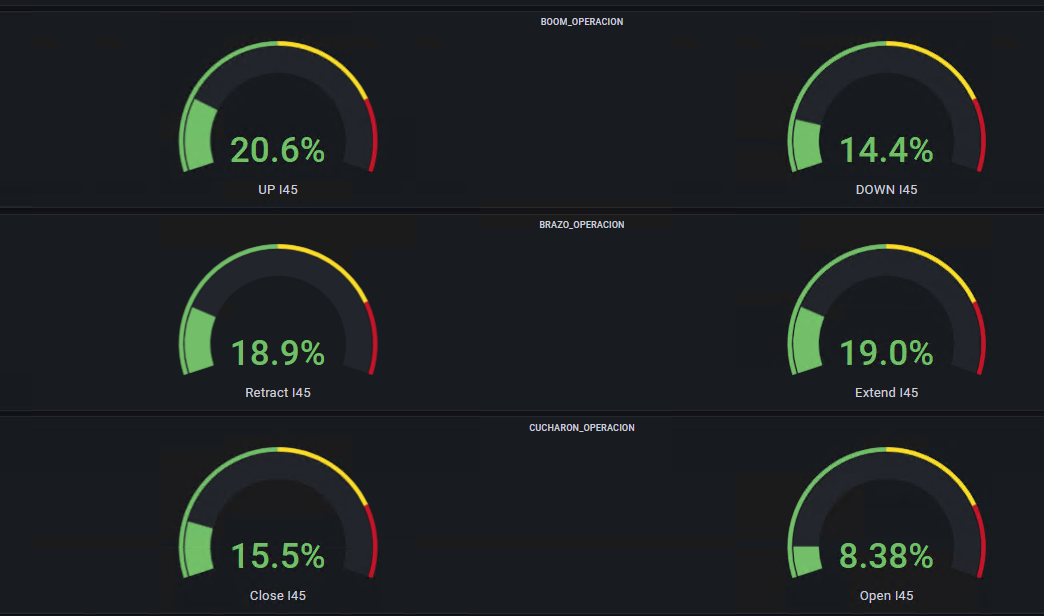 BOOM_OPERACION
20.6%
14.4%
UP I45
DOWN I45
BRAZO_OPERACION
18.9%
19.0%
Retract I45
Extend I45
CUCHARON_OPERACION
15.5%
8.38%
Close I45
Open I45